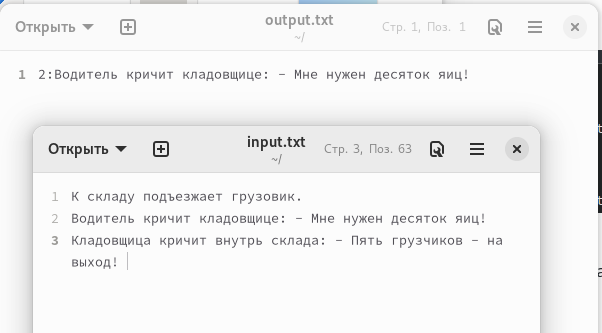 Открыть
output.txt
~/
Стр. 1, Поз. 1
1 2:Водитель кричит кладовщице: - Мне нужен десяток яиц!
Открыть
input.txt
~/
Стр. 3, Поз. 63
1 К складу подъезжает грузовик.
2 Водитель кричит кладовщице: - Мне нужен десяток яиц!
3 Кладовщица кричит внутрь склада: - Пять грузчиков - на
выход!